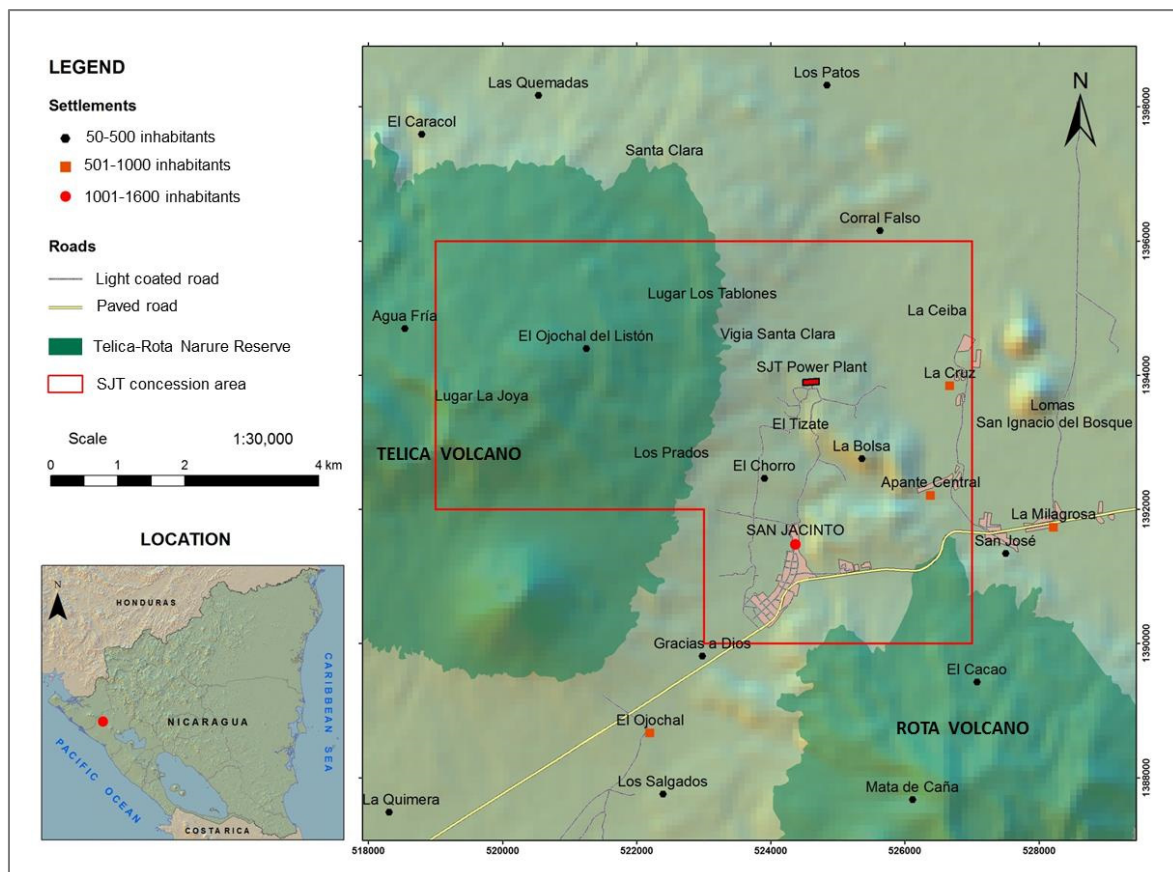 LEGEND
Settlements
50-500 inhabitants
501-1000 inhabitants
1001-1600 inhabitants
Roads
Light coated road
Paved road
Telica-Rota Narure Reserve
SJT concession area
Scale 1:30,000
0 1 2 4 km
LOCATION
N
HONDURAS
NICARAGUA
CARIBBEAN SEA
PACIFIC OCEAN
COSTA RICA
N
Las Quemadas
Los Patos
El Caracol
Santa Clara
Corral Falso
Lugar Los Tablones
La Ceiba
Agua Fría
El Ojochal del Listón
Vigia Santa Clara
SJT Power Plant
La Cruz
Lugar La Joya
Lomas
San Ignacio del Bosque
El Tizate
TELICA VOLCANO
Los Prados
La Bolsa
El Chorro
Apante Central
SAN JACINTO
La Milagrosa
San José
Gracias a Dios
El Cacao
El Ojochal
ROTA VOLCANO
Los Salgados
Mata de Caña
La Quimera
1398000
1396000
1394000
1392000
1390000
1388000
518000 520000 522000 524000 526000 528000